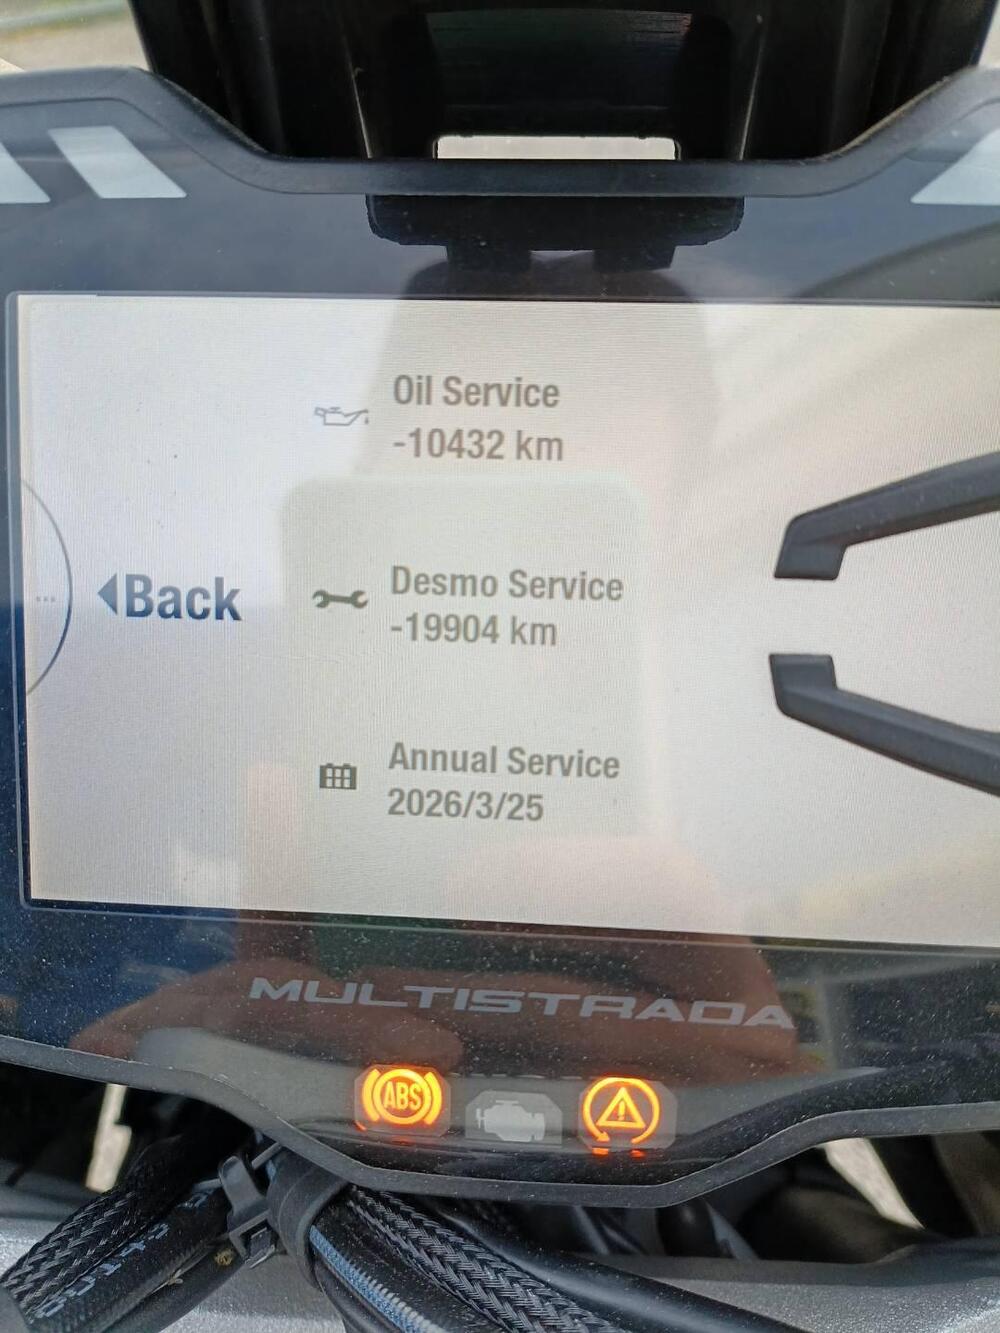 Oil Service
-10432 km
Back
Desmo Service
-19904 km
Annual Service
2026/3/25
MULTISTRADA
ABS